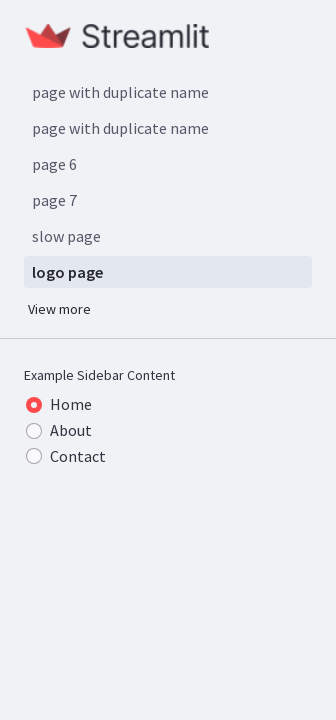 Streamlit
page with duplicate name
page with duplicate name
page 6
page 7
slow page
logo page
View more
Example Sidebar Content
Home
About
Contact